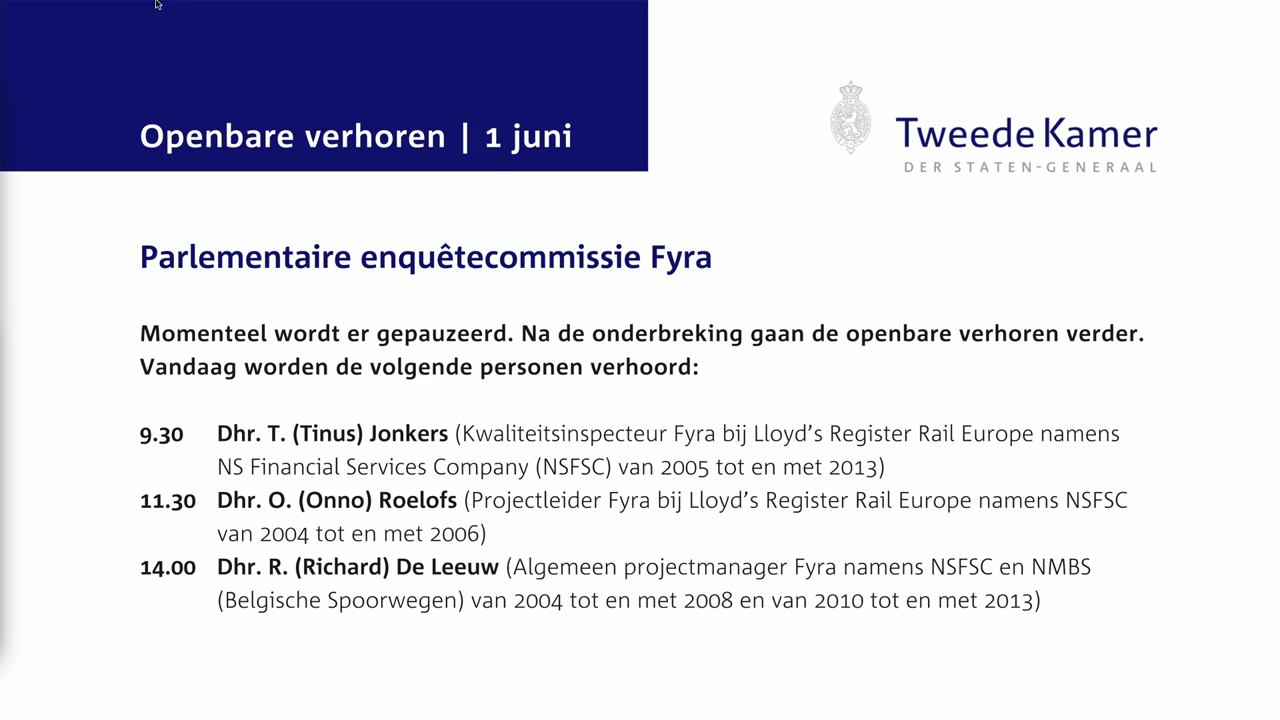 Openbare verhoren | 1 juni
Tweede Kamer
DER STATEN-GENERAAL
Parlementaire enquêtecommissie Fyra
Momenteel wordt er gepauzeerd. Na de onderbreking gaan de openbare verhoren verder.
Vandaag worden de volgende personen verhoord:
9.30 Dhr. T. (Tinus) Jonkers (Kwaliteitsinspecteur Fyra bij Lloyd's Register Rail Europe namens
NS Financial Services Company (NSFSC) van 2005 tot en met 2013)
11.30 Dhr. O. (Onno) Roelofs (Projectleider Fyra bij Lloyd's Register Rail Europe namens NSFSC
van 2004 tot en met 2006)
14.00 Dhr. R. (Richard) De Leeuw (Algemeen projectmanager Fyra namens NSFSC en NMBS
(Belgische Spoorwegen) van 2004 tot en met 2008 en van 2010 tot en met 2013)